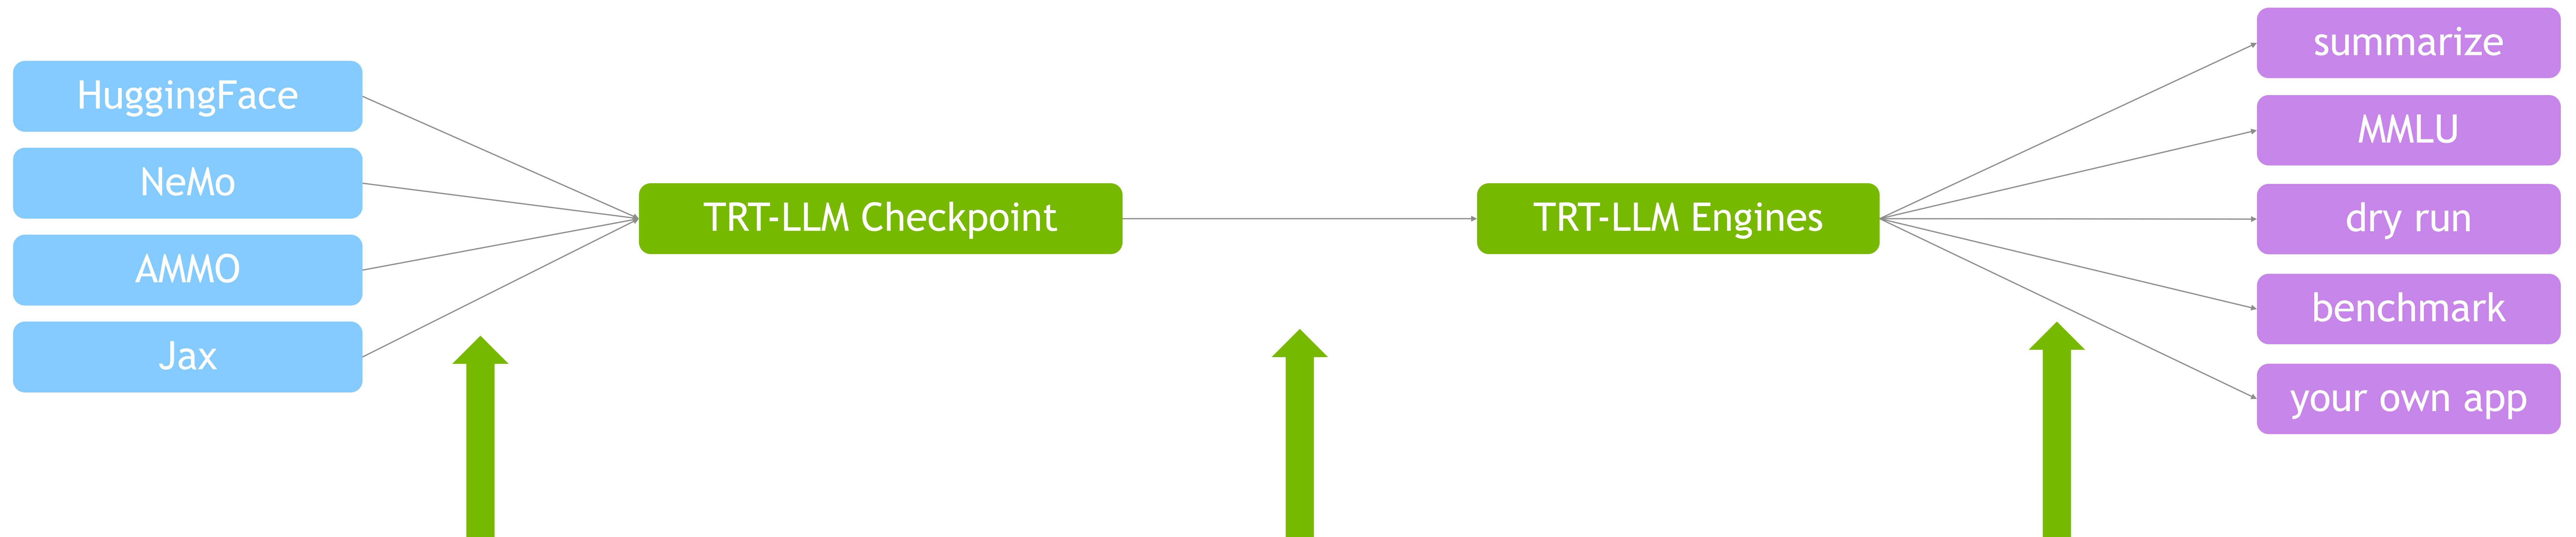 HuggingFace
NeMo
AMMO
Jax
TRT-LLM Checkpoint
TRT-LLM Engines
summarize
MMLU
dry run
benchmark
your own app